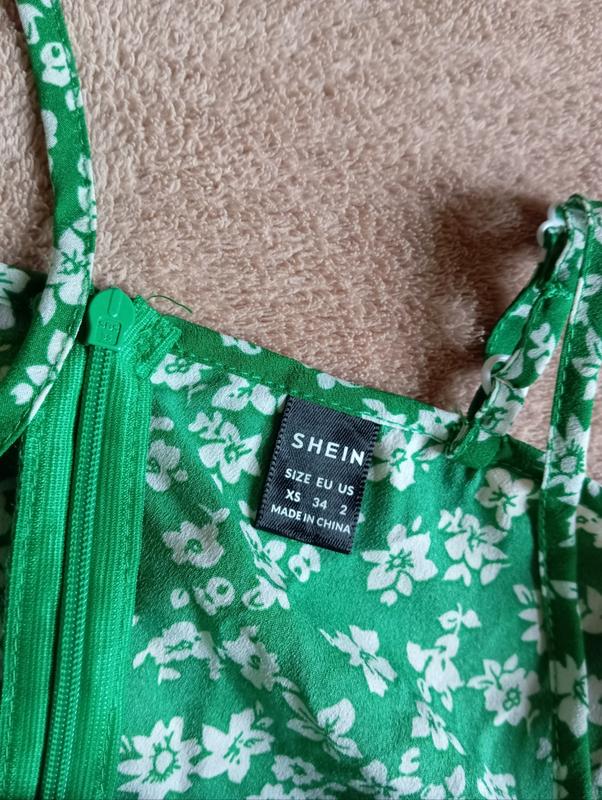 SHEIN
SIZE EU US
XS 34 2
MADE IN CHINA